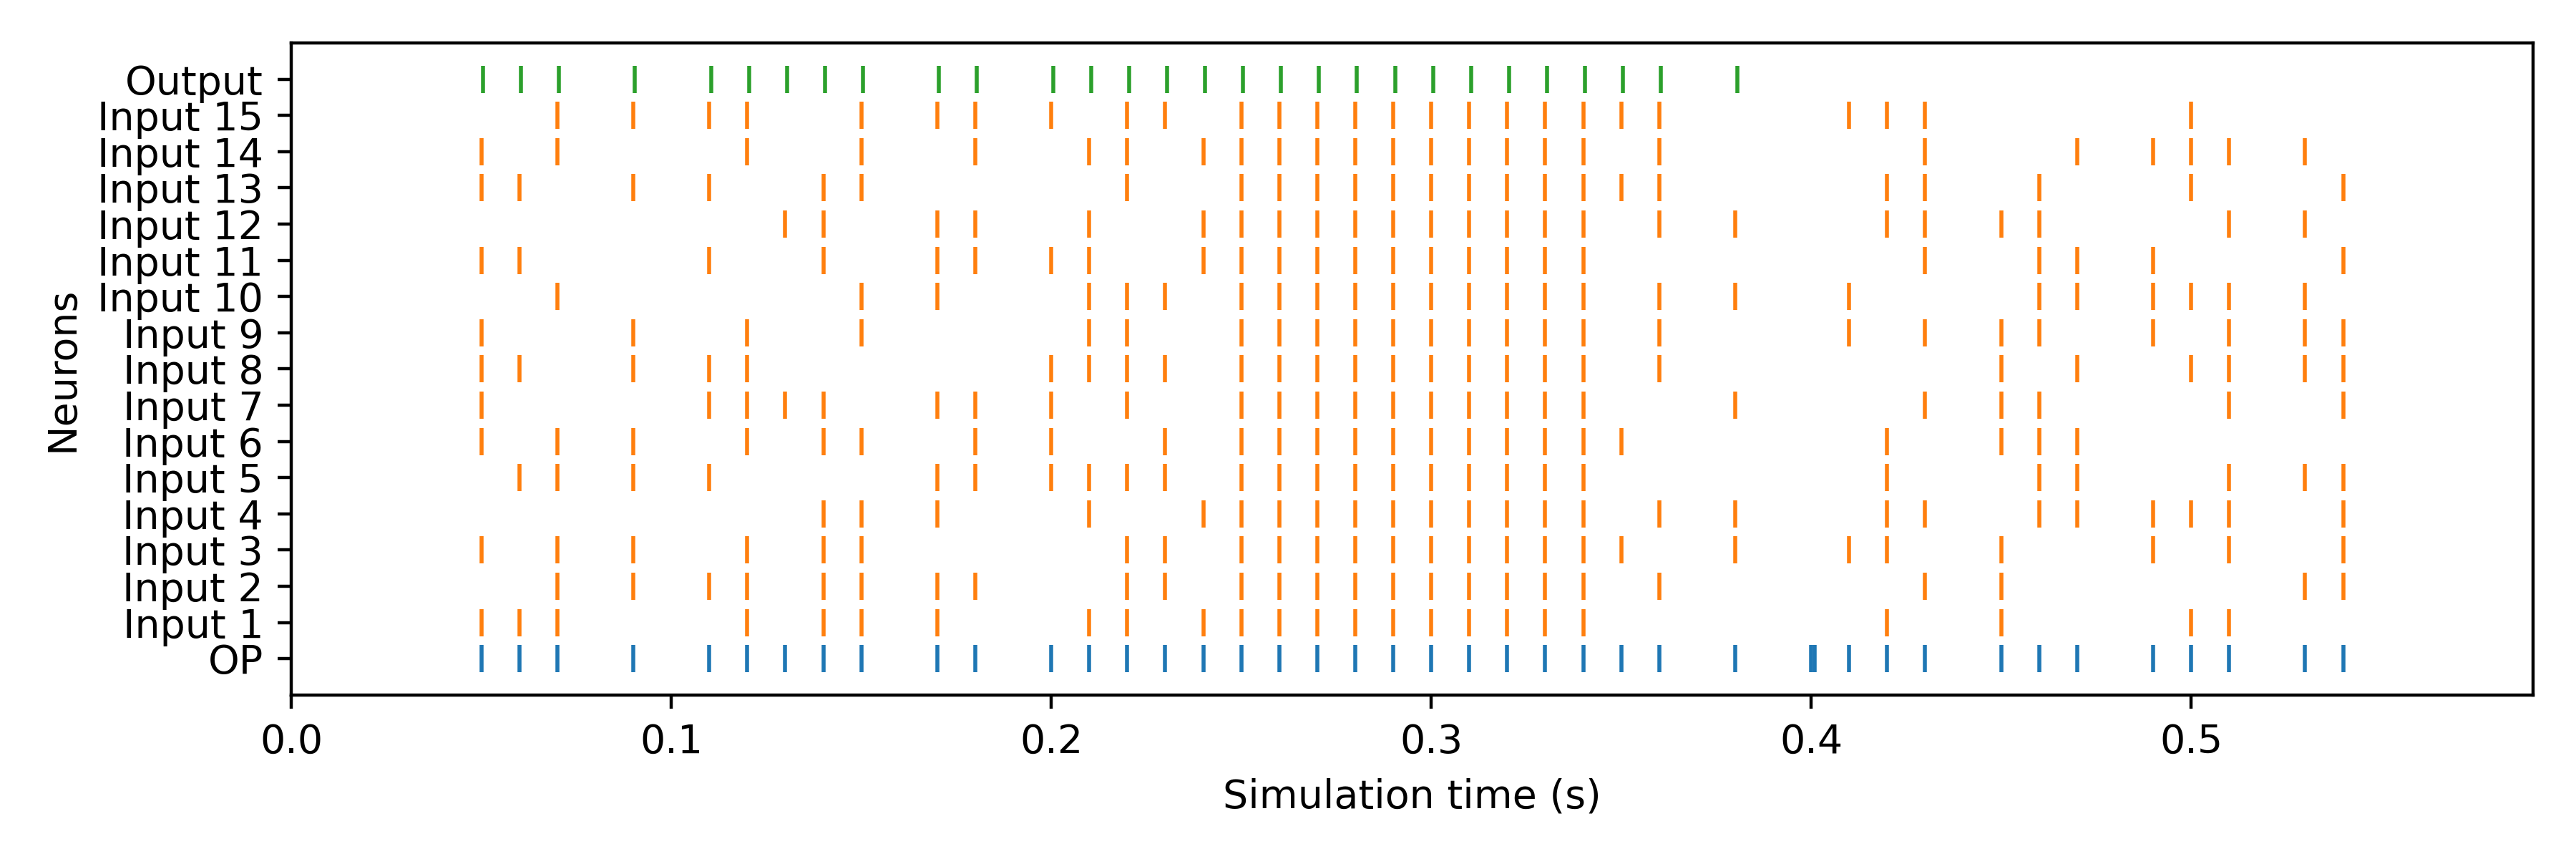 Output
Input 15
Input 14
Input 13
Input 12
Input 11
Input 10
Input 9
Input 8
Input 7
Input 6
Input 5
Input 4
Input 3
Input 2
Input 1
OP
Neurons
0.0 0.1 0.2 0.3 0.4 0.5
Simulation time (s)